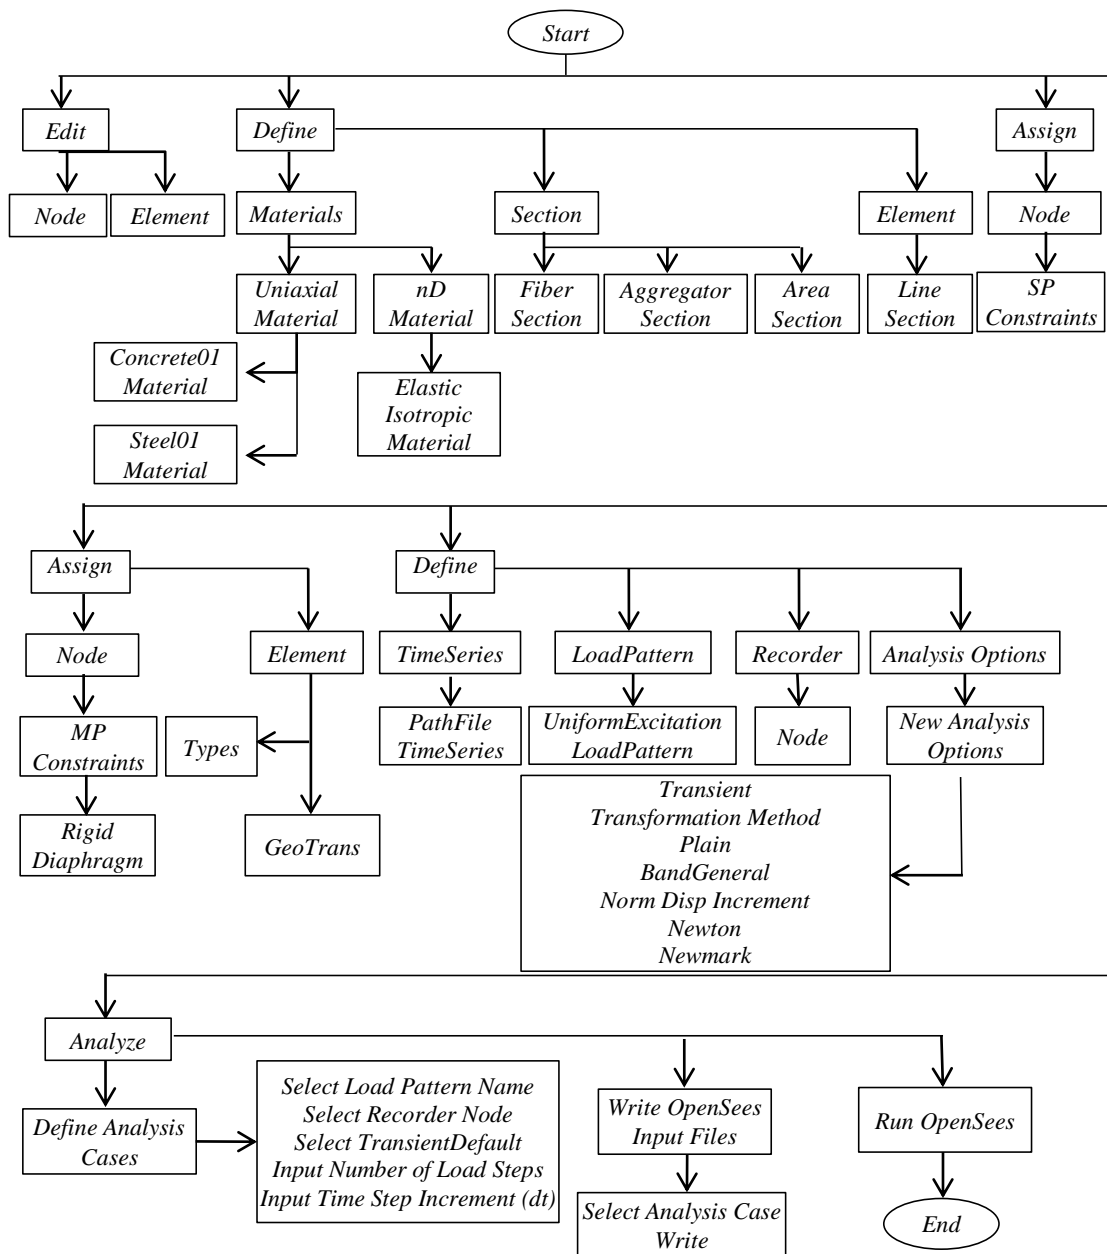 Start
Edit
Define
Assign
Node
Element
Materials
Section
Element
Node
Uniaxial
Material
nD
Material
Fiber
Section
Aggregator
Section
Area
Section
Line
Section
SP
Constraints
Concrete01
Material
Elastic
Isotropic
Material
Steel01
Material
Assign
Define
Node
Element
TimeSeries
LoadPattern
Recorder
Analysis Options
MP
Constraints
Types
PathFile
TimeSeries
UniformExcitation
LoadPattern
Node
New Analysis
Options
Rigid
Diaphragm
GeoTrans
Transient
Transformation Method
Plain
BandGeneral
Norm Disp Increment
Newton
Newmark
Analyze
Define Analysis
Cases
Select Load Pattern Name
Select Recorder Node
Select TransientDefault
Input Number of Load Steps
Input Time Step Increment (dt)
Write OpenSees
Input Files
Run OpenSees
Select Analysis Case
Write
End